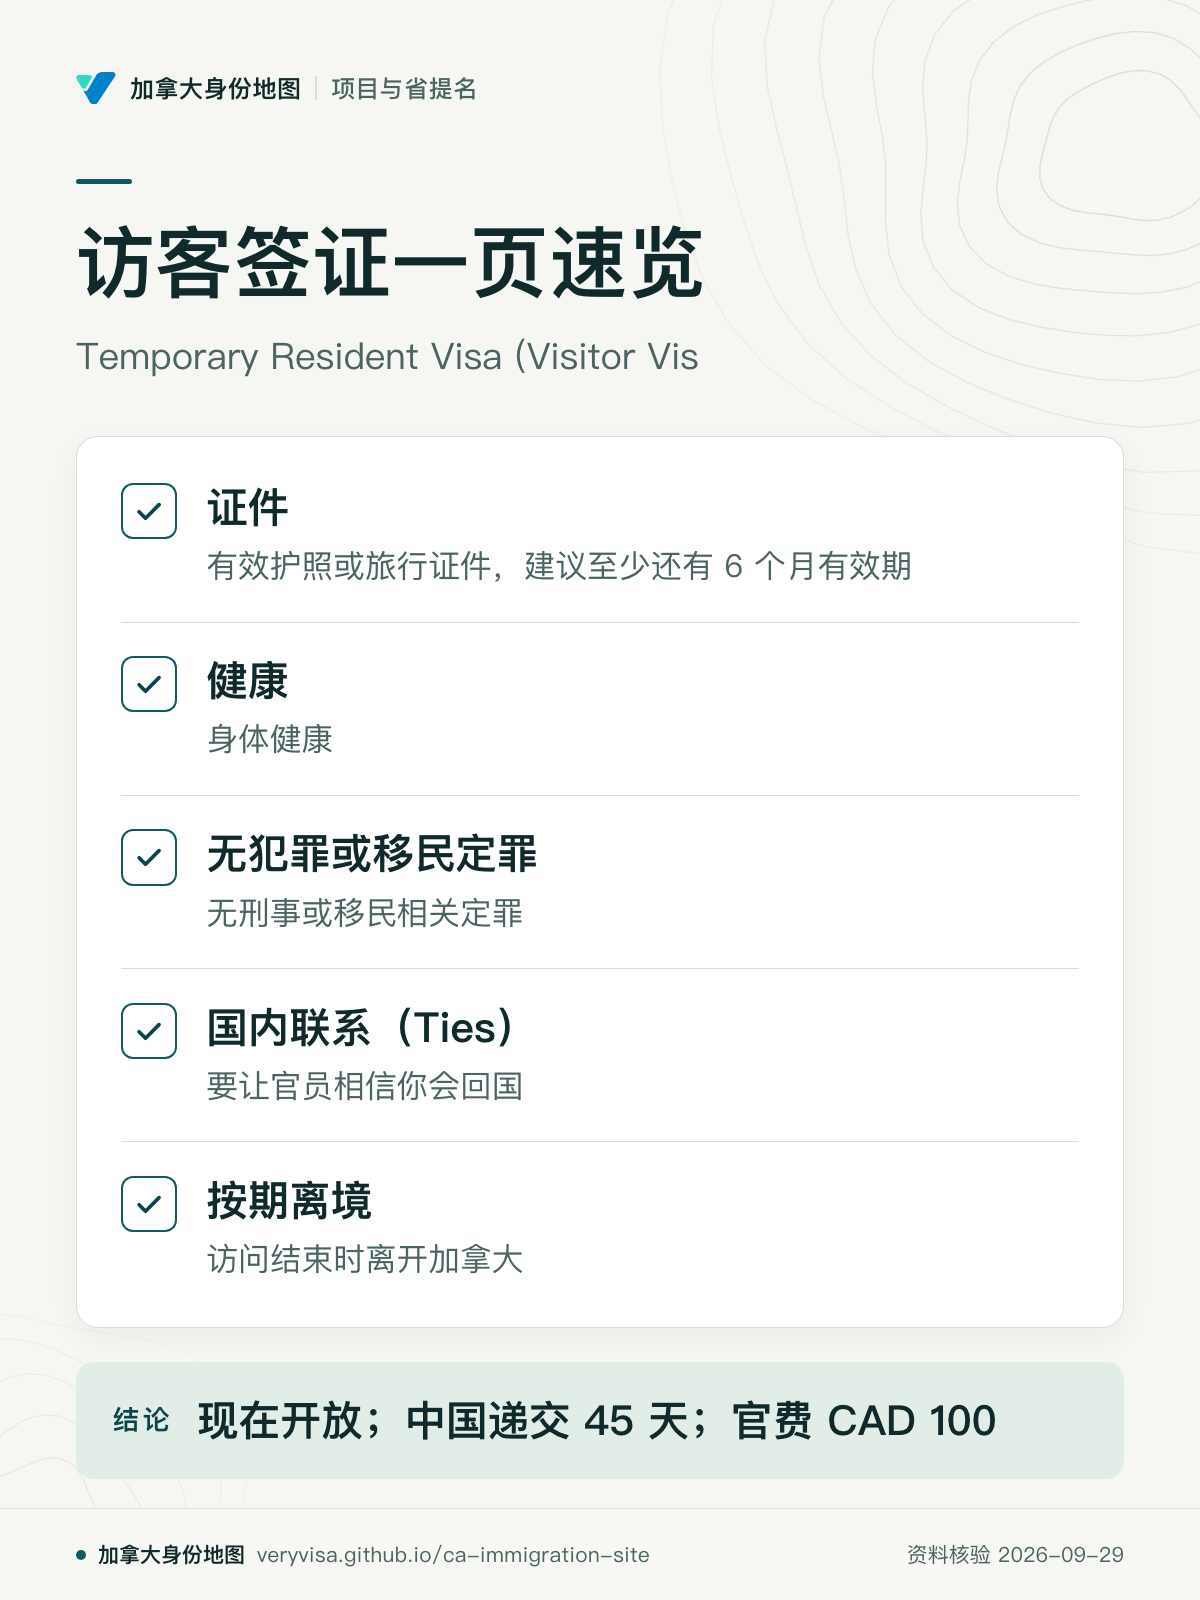 加拿大身份地图 | 项目与省提名
访客签证一页速览
Temporary Resident Visa (Visitor Vis
证件
有效护照或旅行证件，建议至少还有 6 个月有效期
健康
身体健康
无犯罪或移民定罪
无刑事或移民相关定罪
国内联系（Ties）
要让官员相信你会回国
按期离境
访问结束时离开加拿大
结论 现在开放；中国递交 45 天；官费 CAD 100
加拿大身份地图 veryvisa.github.io/ca-immigration-site 资料核验 2026-09-29